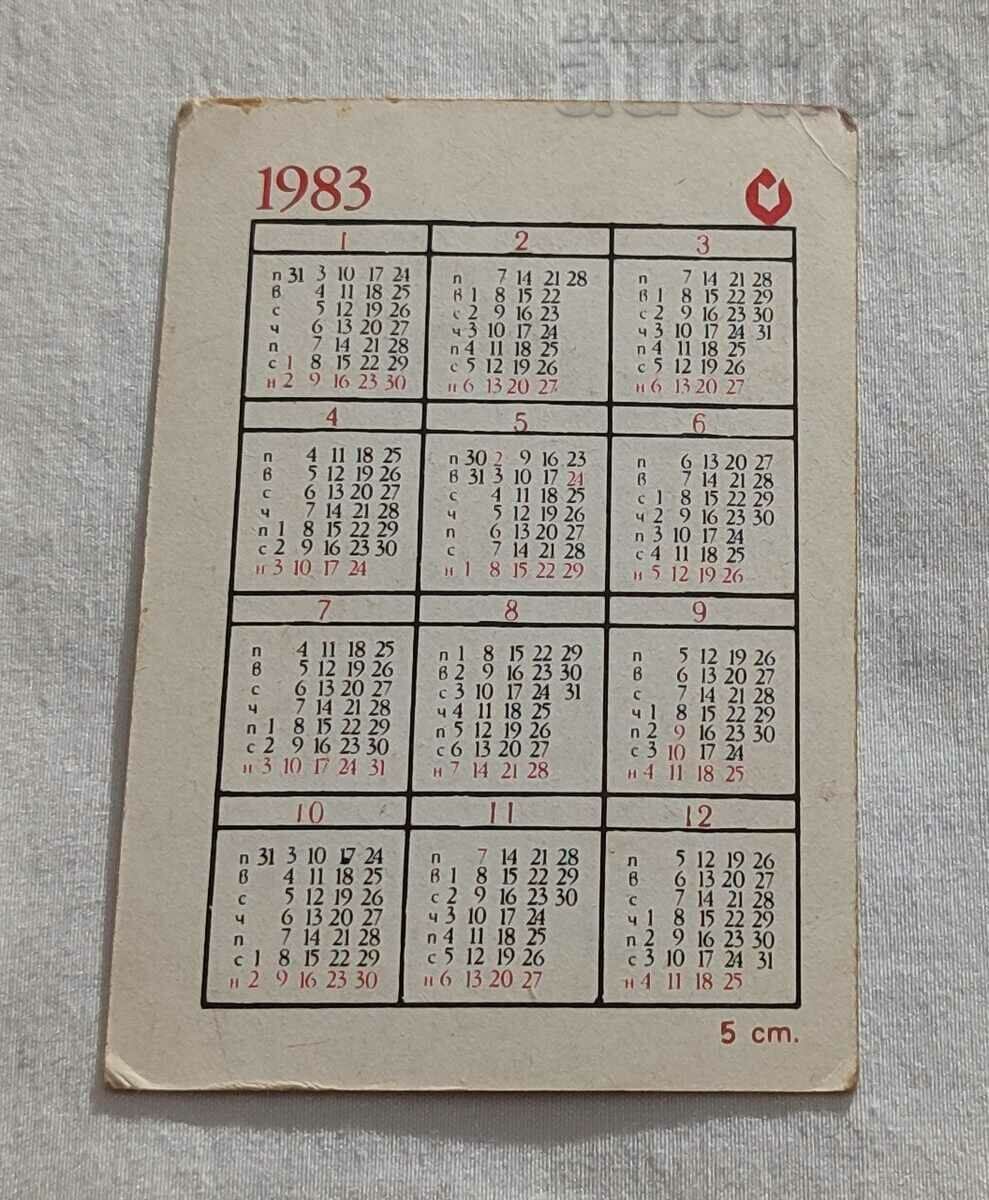 1983
1 2 3
п 31 3 10 17 24
в 4 11 18 25
с 5 12 19 26
ч 6 13 20 27
п 7 14 21 28
с 1 8 15 22 29
н 2 9 16 23 30
п 7 14 21 28
в 1 8 15 22
с 2 9 16 23
ч 3 10 17 24
п 4 11 18 25
с 5 12 19 26
н 6 13 20 27
п 7 14 21 28
в 1 8 15 22 29
с 2 9 16 23 30
ч 3 10 17 24 31
п 4 11 18 25
с 5 12 19 26
н 6 13 20 27
4 5 6
п 4 11 18 25
в 5 12 19 26
с 6 13 20 27
ч 7 14 21 28
п 1 8 15 22 29
с 2 9 16 23 30
н 3 10 17 24
п 30 2 9 16 23
в 31 3 10 17 24
с 4 11 18 25
ч 5 12 19 26
п 6 13 20 27
с 7 14 21 28
н 1 8 15 22 29
п 6 13 20 27
в 7 14 21 28
с 1 8 15 22 29
ч 2 9 16 23 30
п 3 10 17 24
с 4 11 18 25
н 5 12 19 26
7 8 9
п 4 11 18 25
в 5 12 19 26
с 6 13 20 27
ч 7 14 21 28
п 1 8 15 22 29
с 2 9 16 23 30
н 3 10 17 24 31
п 1 8 15 22 29
в 2 9 16 23 30
с 3 10 17 24 31
ч 4 11 18 25
п 5 12 19 26
с 6 13 20 27
н 7 14 21 28
п 5 12 19 26
в 6 13 20 27
с 7 14 21 28
ч 1 8 15 22 29
п 2 9 16 23 30
с 3 10 17 24
н 4 11 18 25
10 11 12
п 31 3 10 17 24
в 4 11 18 25
с 5 12 19 26
ч 6 13 20 27
п 7 14 21 28
с 1 8 15 22 29
н 2 9 16 23 30
п 7 14 21 28
в 1 8 15 22 29
с 2 9 16 23 30
ч 3 10 17 24
п 4 11 18 25
с 5 12 19 26
н 6 13 20 27
п 5 12 19 26
в 6 13 20 27
с 7 14 21 28
ч 1 8 15 22 29
п 2 9 16 23 30
с 3 10 17 24 31
н 4 11 18 25
5 cm.